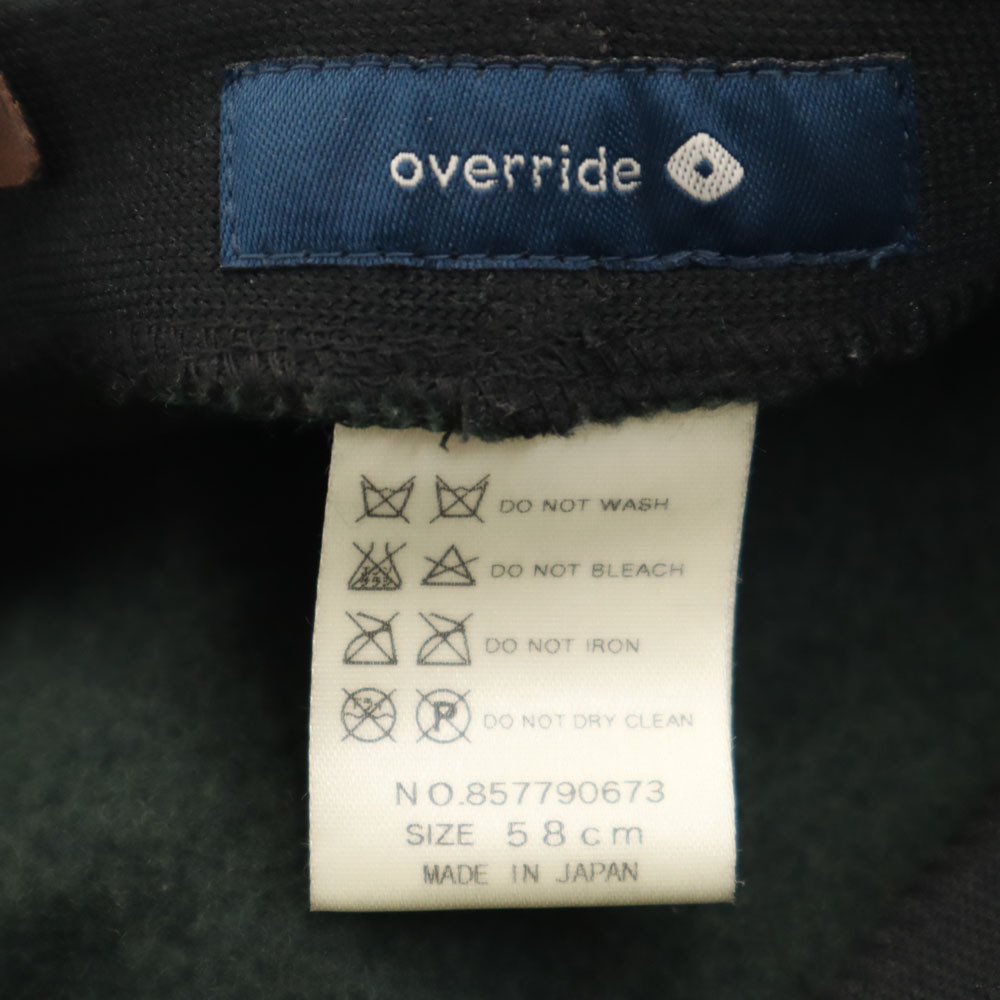 override
DO NOT WASH
DO NOT BLEACH
DO NOT IRON
P DO NOT DRY CLEAN
NO.857790673
SIZE 58cm
MADE IN JAPAN